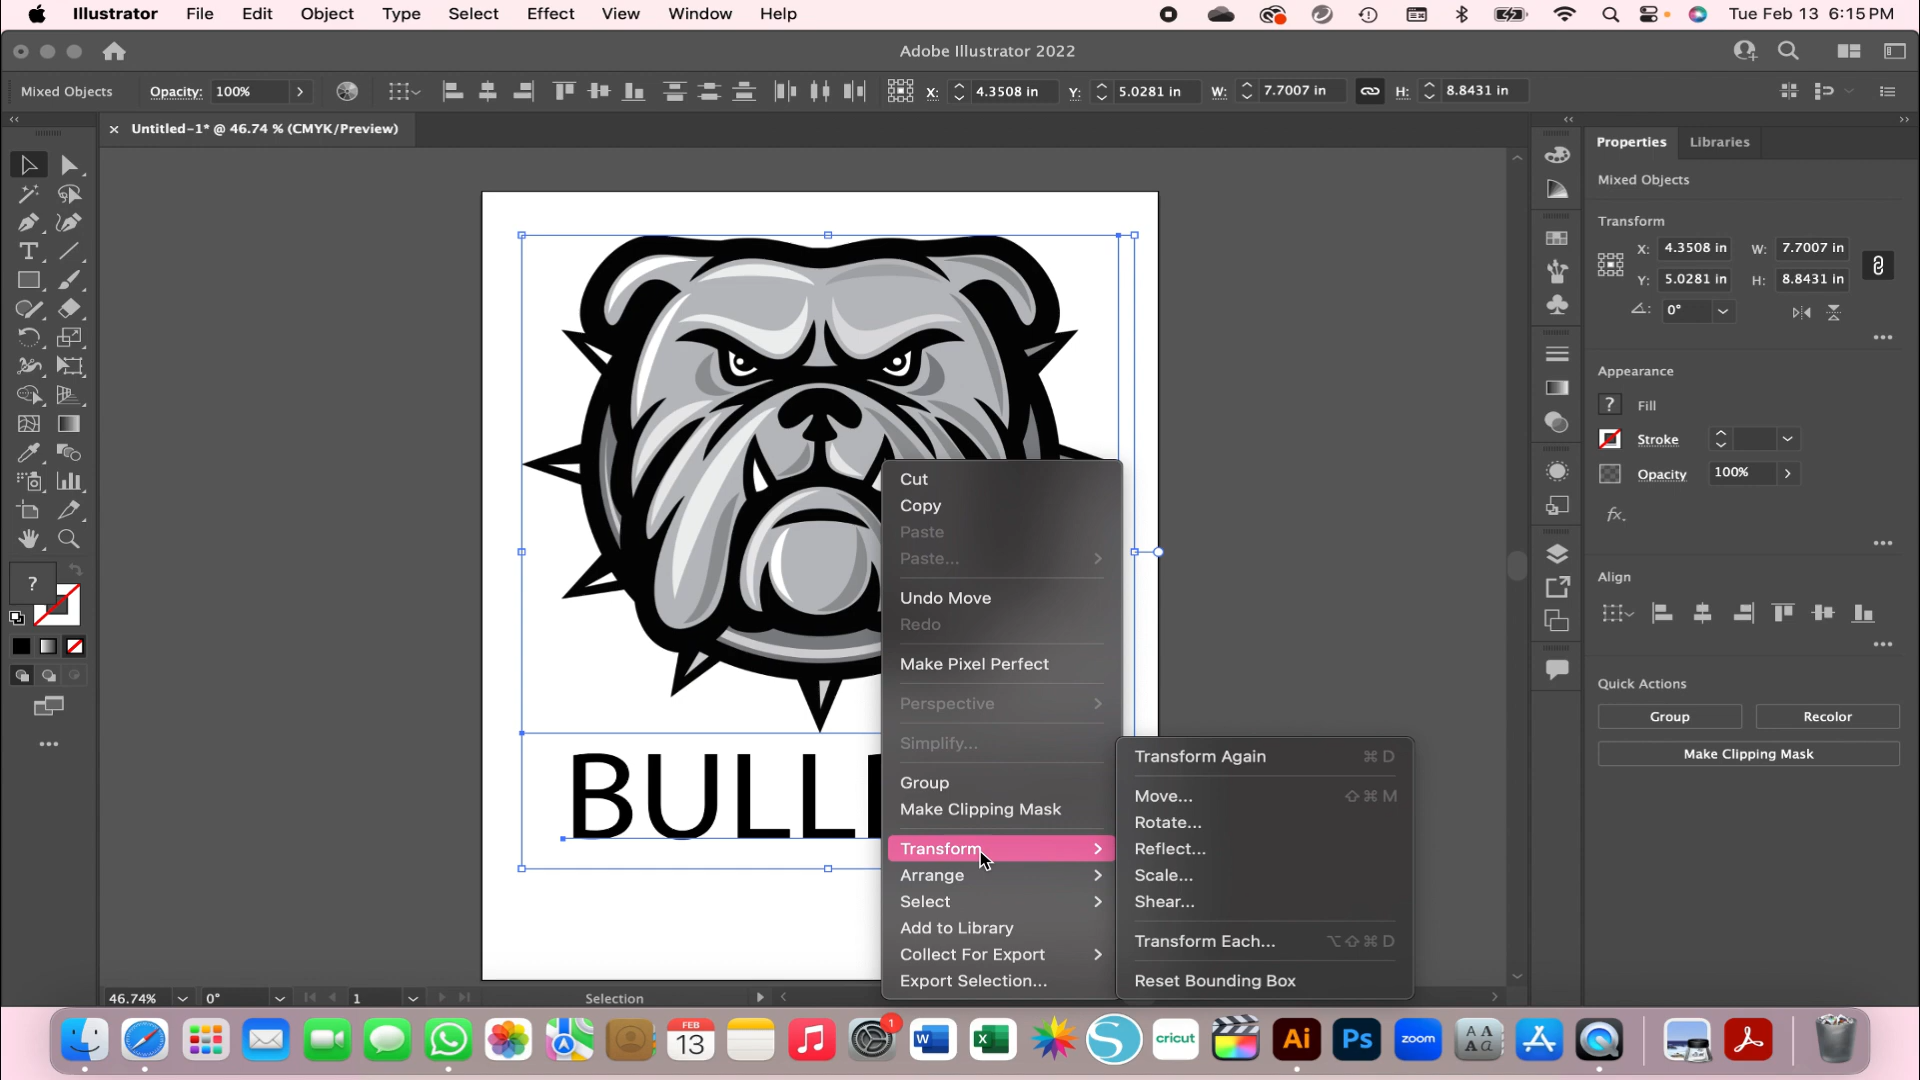 Illustrator File Edit Object Type Select Effect View Window Help Tue Feb 13 6:15 PM
Adobe Illustrator 2022
Mixed Objects Opacity: 100% X: 4.3508 in Y: 5.0281 in W: 7.7007 in H: 8.8431 in
Untitled-1* @ 46.74 % (CMYK/Preview)
Properties Libraries
Mixed Objects
Transform
X: 4.3508 in W: 7.7007 in
Y: 5.0281 in H: 8.8431 in
0°
Appearance
? Fill
Stroke
Opacity 100%
fx.
Align
Quick Actions
Group Recolor
Make Clipping Mask
?
Cut
Copy
Paste
Paste...
Undo Move
Redo
Make Pixel Perfect
Perspective
Simplify...
Group
Make Clipping Mask
Transform
Arrange
Select
Add to Library
Collect For Export
Export Selection...
Transform Again ⌘ D
Move... ⇧ ⌘ M
Rotate...
Reflect...
Scale...
Shear...
Transform Each... ⌥ ⇧ ⌘ D
Reset Bounding Box
BULL
46.74% 0° 1 Selection
FEB
13
1
W
X
S
cricut
Ai
Ps
zoom
AA
Aa